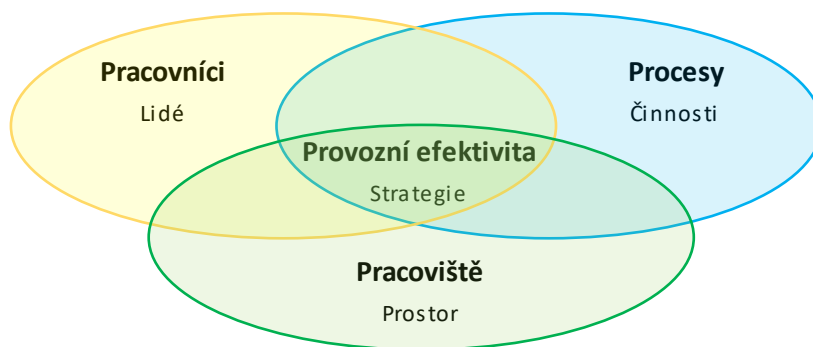 Pracovníci
Lidé
Procesy
Činnosti
Provozní efektivita
Strategie
Pracoviště
Prostor